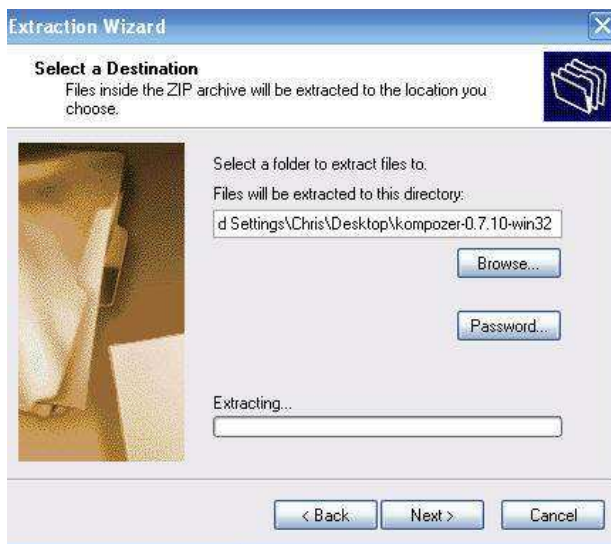 Extraction Wizard
Select a Destination
Files inside the ZIP archive will be extracted to the location you
choose.
Select a folder to extract files to.
Files will be extracted to this directory:
d Settings\Chris\Desktop\kompozer-0.7.10-win32
Browse...
Password...
Extracting...
< Back
Next >
Cancel